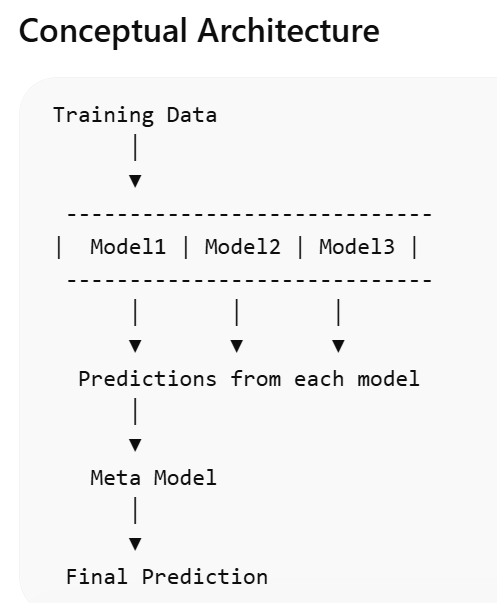 Conceptual Architecture
Training Data
│
▼
-----------------------------
|  Model1 | Model2 | Model3 |
-----------------------------
│       │       │
▼       ▼       ▼
Predictions from each model
│
▼
Meta Model
│
▼
Final Prediction